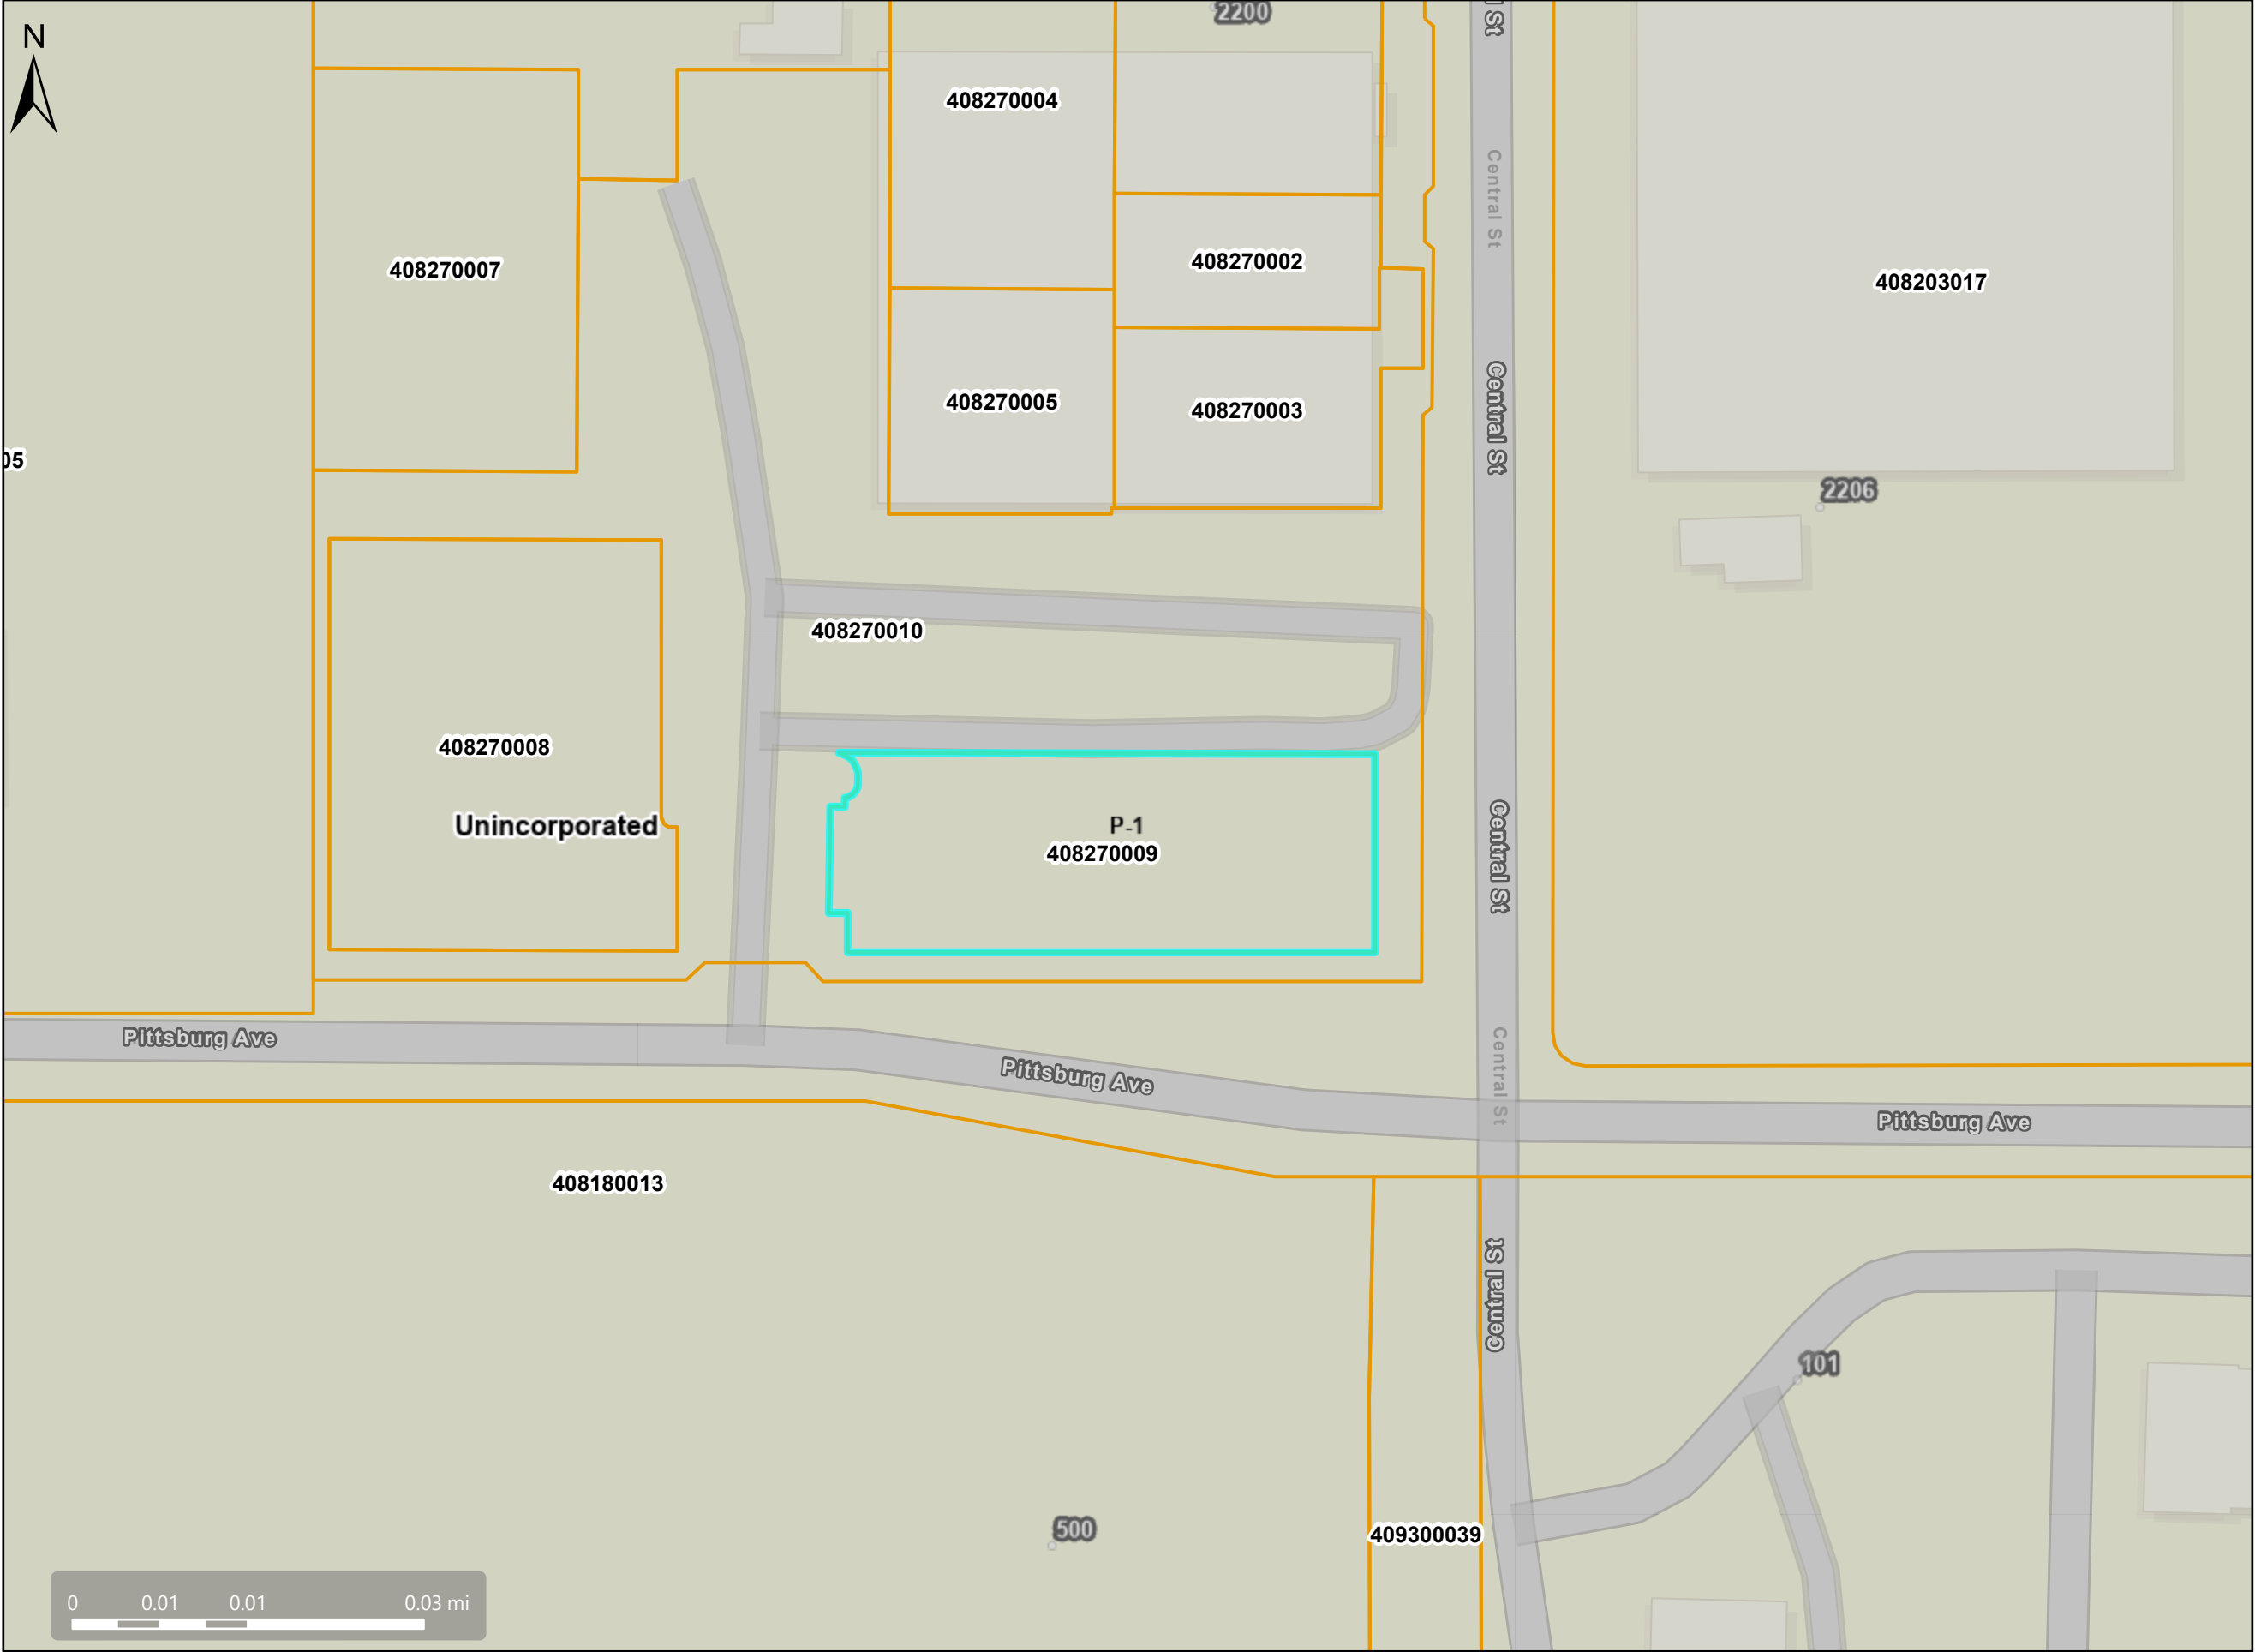 2200
N
408270004
Central St
408270007
408270002
408203017
408270005
408270003
Central St
05
2206
408270010
408270008
Unincorporated
P-1
408270009
Central St
Pittsburg Ave
Pittsburg Ave
Central St
Pittsburg Ave
408180013
Central St
101
500
409300039
0 0.01 0.01 0.03 mi